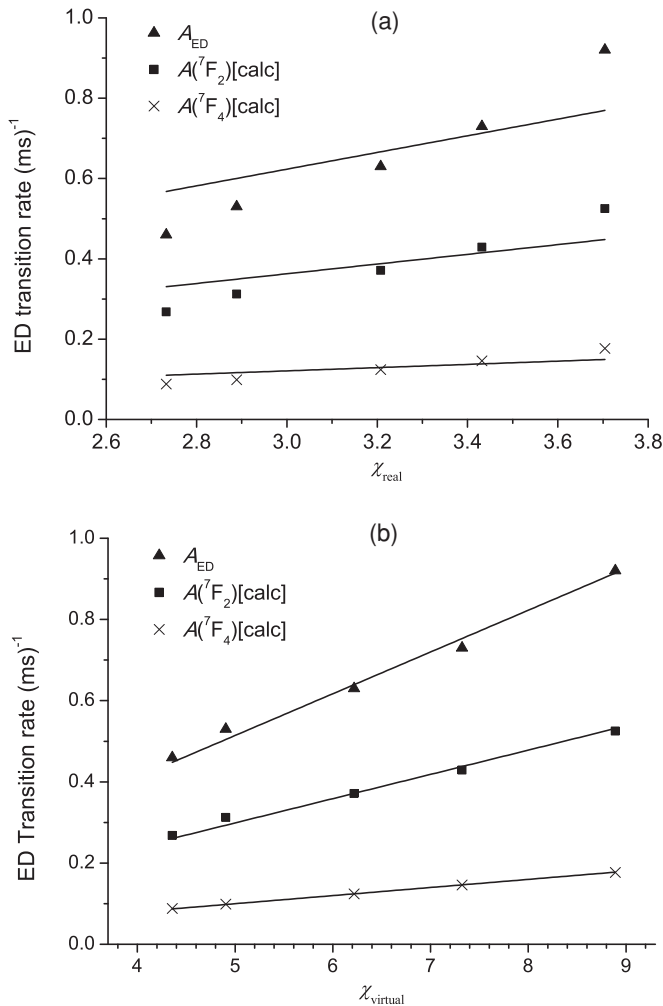 (a)
A_ED
A(⁷F₂)[calc]
A(⁷F₄)[calc]
ED transition rate (ms)⁻¹
1.0
0.8
0.6
0.4
0.2
0.0
2.6 2.8 3.0 3.2 3.4 3.6 3.8
χ_real
(b)
A_ED
A(⁷F₂)[calc]
A(⁷F₄)[calc]
ED Transition rate (ms)⁻¹
1.0
0.8
0.6
0.4
0.2
0.0
4 5 6 7 8 9
χ_virtual